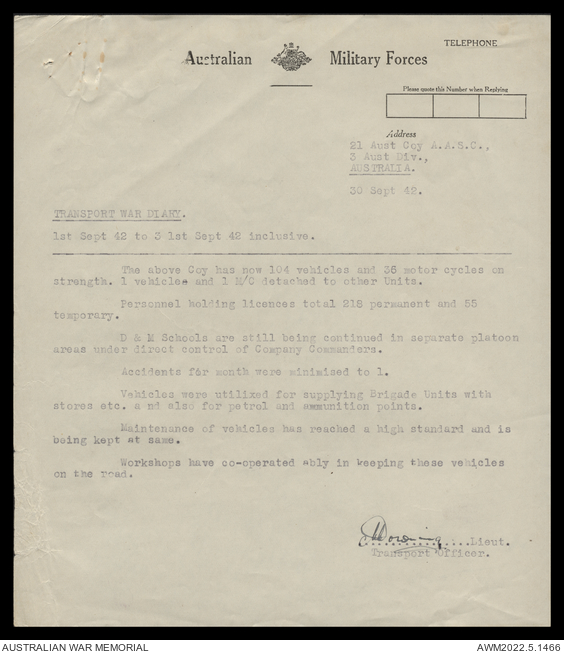 TELEPHONE
Australian Military Forces
Please quote this Number when Replying
Address
21 Aust Coy A.A.S.C.,
3 Aust Div.,
AUSTRALIA.
30 Sept 42.
TRANSPORT WAR DIARY.
1st Sept 42 to 3 1st Sept 42 inclusive.
The above Coy has now 104 vehicles and 36 motor cycles on
strength. 1 vehicles and 1 M/C detached to other Units.
Personnel holding licences total 218 permanent and 55
temporary.
D & M Schools are still being continued in separate platoon
areas under direct control of Company Commanders.
Accidents for month were minimised to 1.
Vehicles were utilized for supplying Brigade Units with
stores etc. a nd also for petrol and ammunition points.
Maintenance of vehicles has reached a high standard and is
being kept at same.
Workshops have co-operated ably in keeping these vehicles
on the road.
..................Lieut.
Transport Officer.
AUSTRALIAN WAR MEMORIAL
AWM2022.5.1466